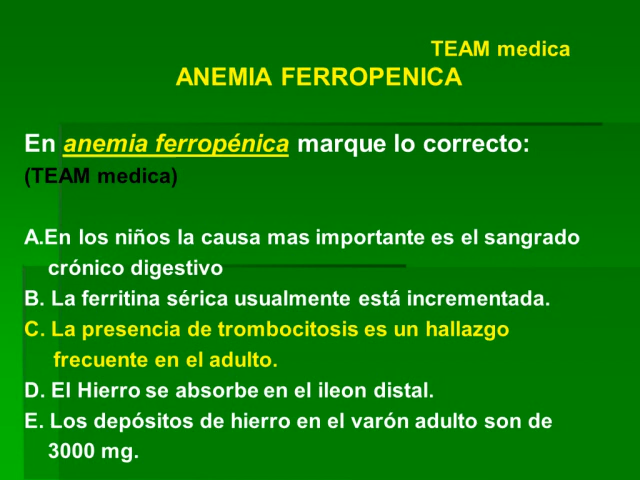 TEAM medica
ANEMIA FERROPENICA
En anemia ferropénica marque lo correcto:
(TEAM medica)
A.En los niños la causa mas importante es el sangrado
crónico digestivo
B. La ferritina sérica usualmente está incrementada.
C. La presencia de trombocitosis es un hallazgo
frecuente en el adulto.
D. El Hierro se absorbe en el ileon distal.
E. Los depósitos de hierro en el varón adulto son de
3000 mg.